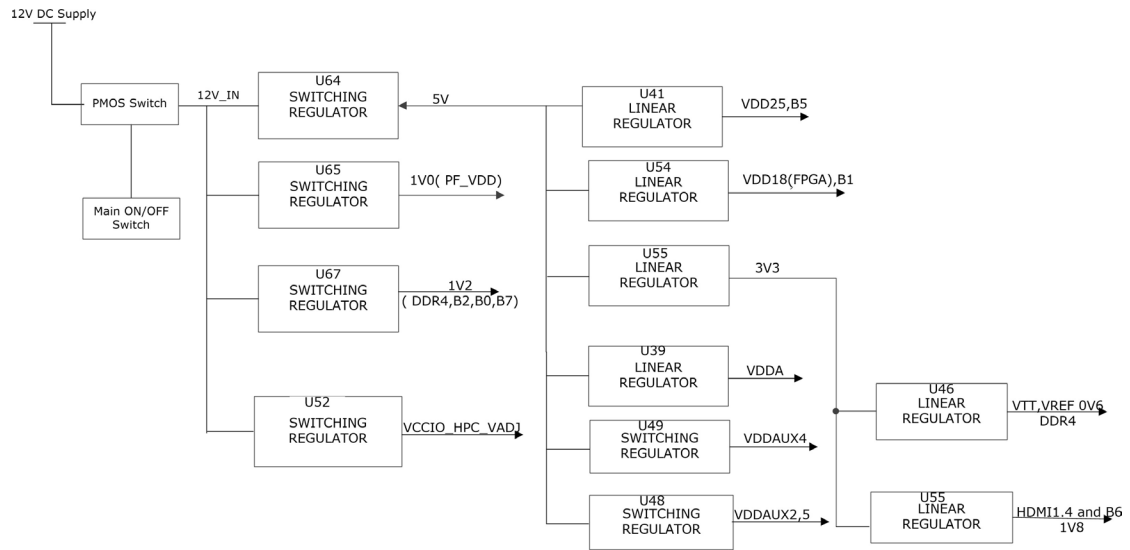 12V DC Supply
PMOS Switch
Main ON/OFF
Switch
12V_IN
U64
SWITCHING
REGULATOR
5V
U65
SWITCHING
REGULATOR
1V0( PF_VDD)
U67
SWITCHING
REGULATOR
1V2
( DDR4,B2,B0,B7)
U52
SWITCHING
REGULATOR
VCCIO_HPC_VADJ
U41
LINEAR
REGULATOR
VDD25,B5
U54
LINEAR
REGULATOR
VDD18(FPGA),B1
U55
LINEAR
REGULATOR
3V3
U39
LINEAR
REGULATOR
VDDA
U49
SWITCHING
REGULATOR
VDDAUX4
U48
SWITCHING
REGULATOR
VDDAUX2,5
U46
LINEAR
REGULATOR
VTT,VREF 0V6
DDR4
U55
LINEAR
REGULATOR
HDMI1.4 and B6
1V8